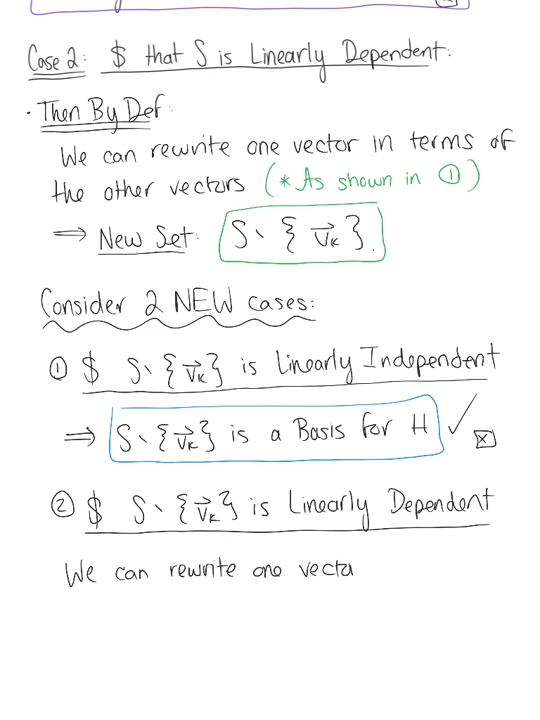 Case 2: $ that S is Linearly Dependent:
· Then By Def:
We can rewrite one vector in terms of
the other vectors (* As shown in ①)
⇒ New Set: S \ { v⃗ₖ }.
Consider 2 NEW cases:
① $ S \ { v⃗ₖ } is Linearly Independent
⇒ S \ { v⃗ₖ } is a Basis for H ✓ ☒
② $ S \ { v⃗ₖ } is Linearly Dependent
We can rewrite one vecta